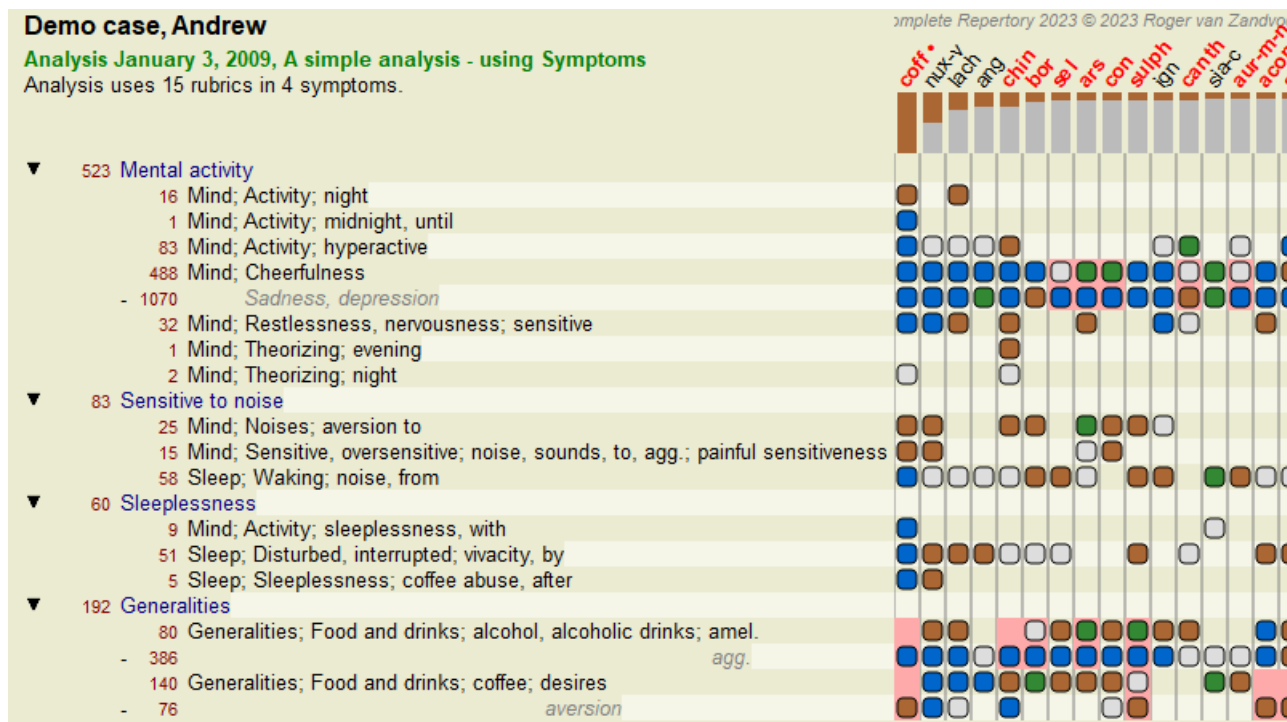 Demo case, Andrew
omplete Repertory 2023 © 2023 Roger van Zandvo
Analysis January 3, 2009, A simple analysis - using Symptoms
Analysis uses 15 rubrics in 4 symptoms.
coff • nux-v lach ang chin bor sel ars con sulph ign canth sia-c aur-m-n acon
523 Mental activity
16 Mind; Activity; night
1 Mind; Activity; midnight, until
83 Mind; Activity; hyperactive
488 Mind; Cheerfulness
- 1070 Sadness, depression
32 Mind; Restlessness, nervousness; sensitive
1 Mind; Theorizing; evening
2 Mind; Theorizing; night
83 Sensitive to noise
25 Mind; Noises; aversion to
15 Mind; Sensitive, oversensitive; noise, sounds, to, agg.; painful sensitiveness
58 Sleep; Waking; noise, from
60 Sleeplessness
9 Mind; Activity; sleeplessness, with
51 Sleep; Disturbed, interrupted; vivacity, by
5 Sleep; Sleeplessness; coffee abuse, after
192 Generalities
80 Generalities; Food and drinks; alcohol, alcoholic drinks; amel.
- 386 agg.
140 Generalities; Food and drinks; coffee; desires
- 76 aversion